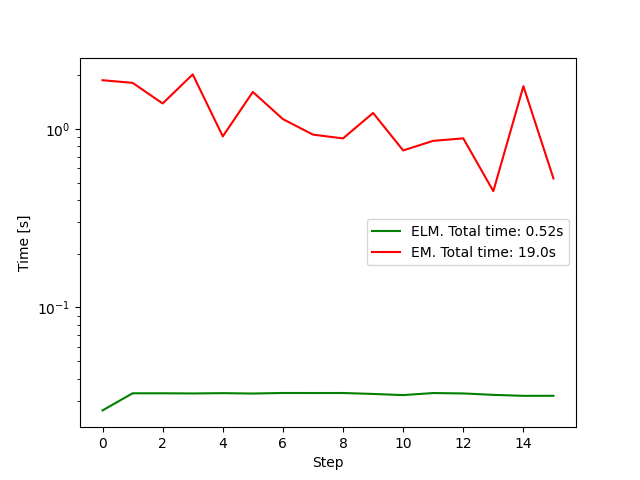 10⁰
10⁻¹
Time [s]
ELM. Total time: 0.52s
EM. Total time: 19.0s
0 2 4 6 8 10 12 14
Step